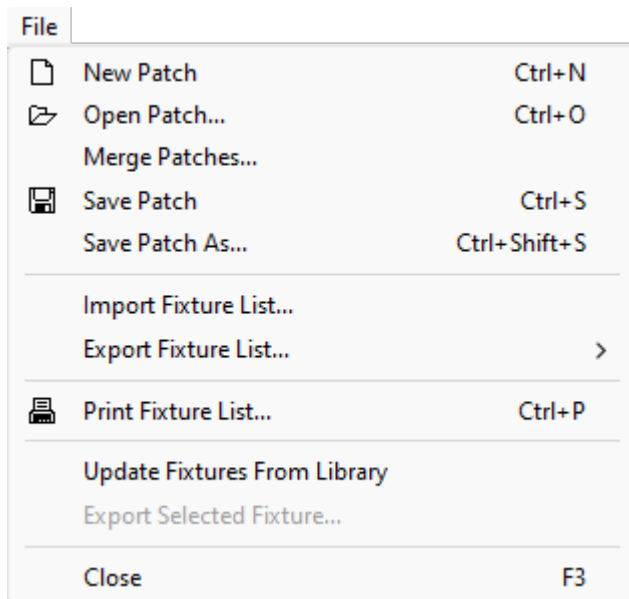 File
New Patch Ctrl+N
Open Patch... Ctrl+O
Merge Patches...
Save Patch Ctrl+S
Save Patch As... Ctrl+Shift+S
Import Fixture List...
Export Fixture List...
Print Fixture List... Ctrl+P
Update Fixtures From Library
Export Selected Fixture...
Close F3